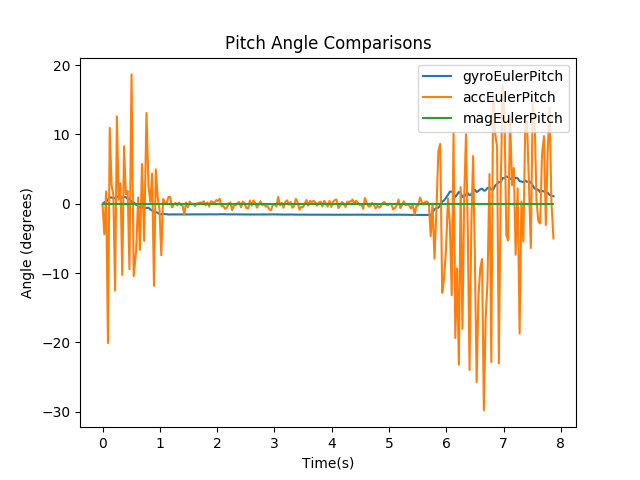 Pitch Angle Comparisons
gyroEulerPitch
accEulerPitch
magEulerPitch
Angle (degrees)
20
10
0
−10
−20
−30
0 1 2 3 4 5 6 7 8
Time(s)